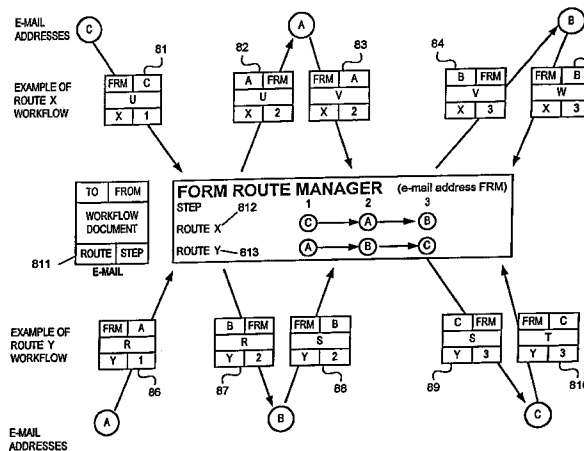 E-MAIL
ADDRESSES
C
A
B
81
82
83
84
B
EXAMPLE OF
ROUTE X
WORKFLOW
FRM C
U
X 1
A FRM
U
X 2
FRM A
V
X 2
B FRM
V
X 3
W
X 3
TO FROM
WORKFLOW
DOCUMENT
ROUTE STEP
E-MAIL
811
FORM ROUTE MANAGER (e-mail address FRM)
STEP 1 2 3
ROUTE X 812 C A B
ROUTE Y 813 A B C
EXAMPLE OF
ROUTE Y
WORKFLOW
FRM A
R
Y 1
86
B FRM
R
Y 2
87
FRM B
S
Y 2
88
C FRM
S
Y 3
89
FRM C
T
Y 3
E-MAIL
ADDRESSES
A
B
C